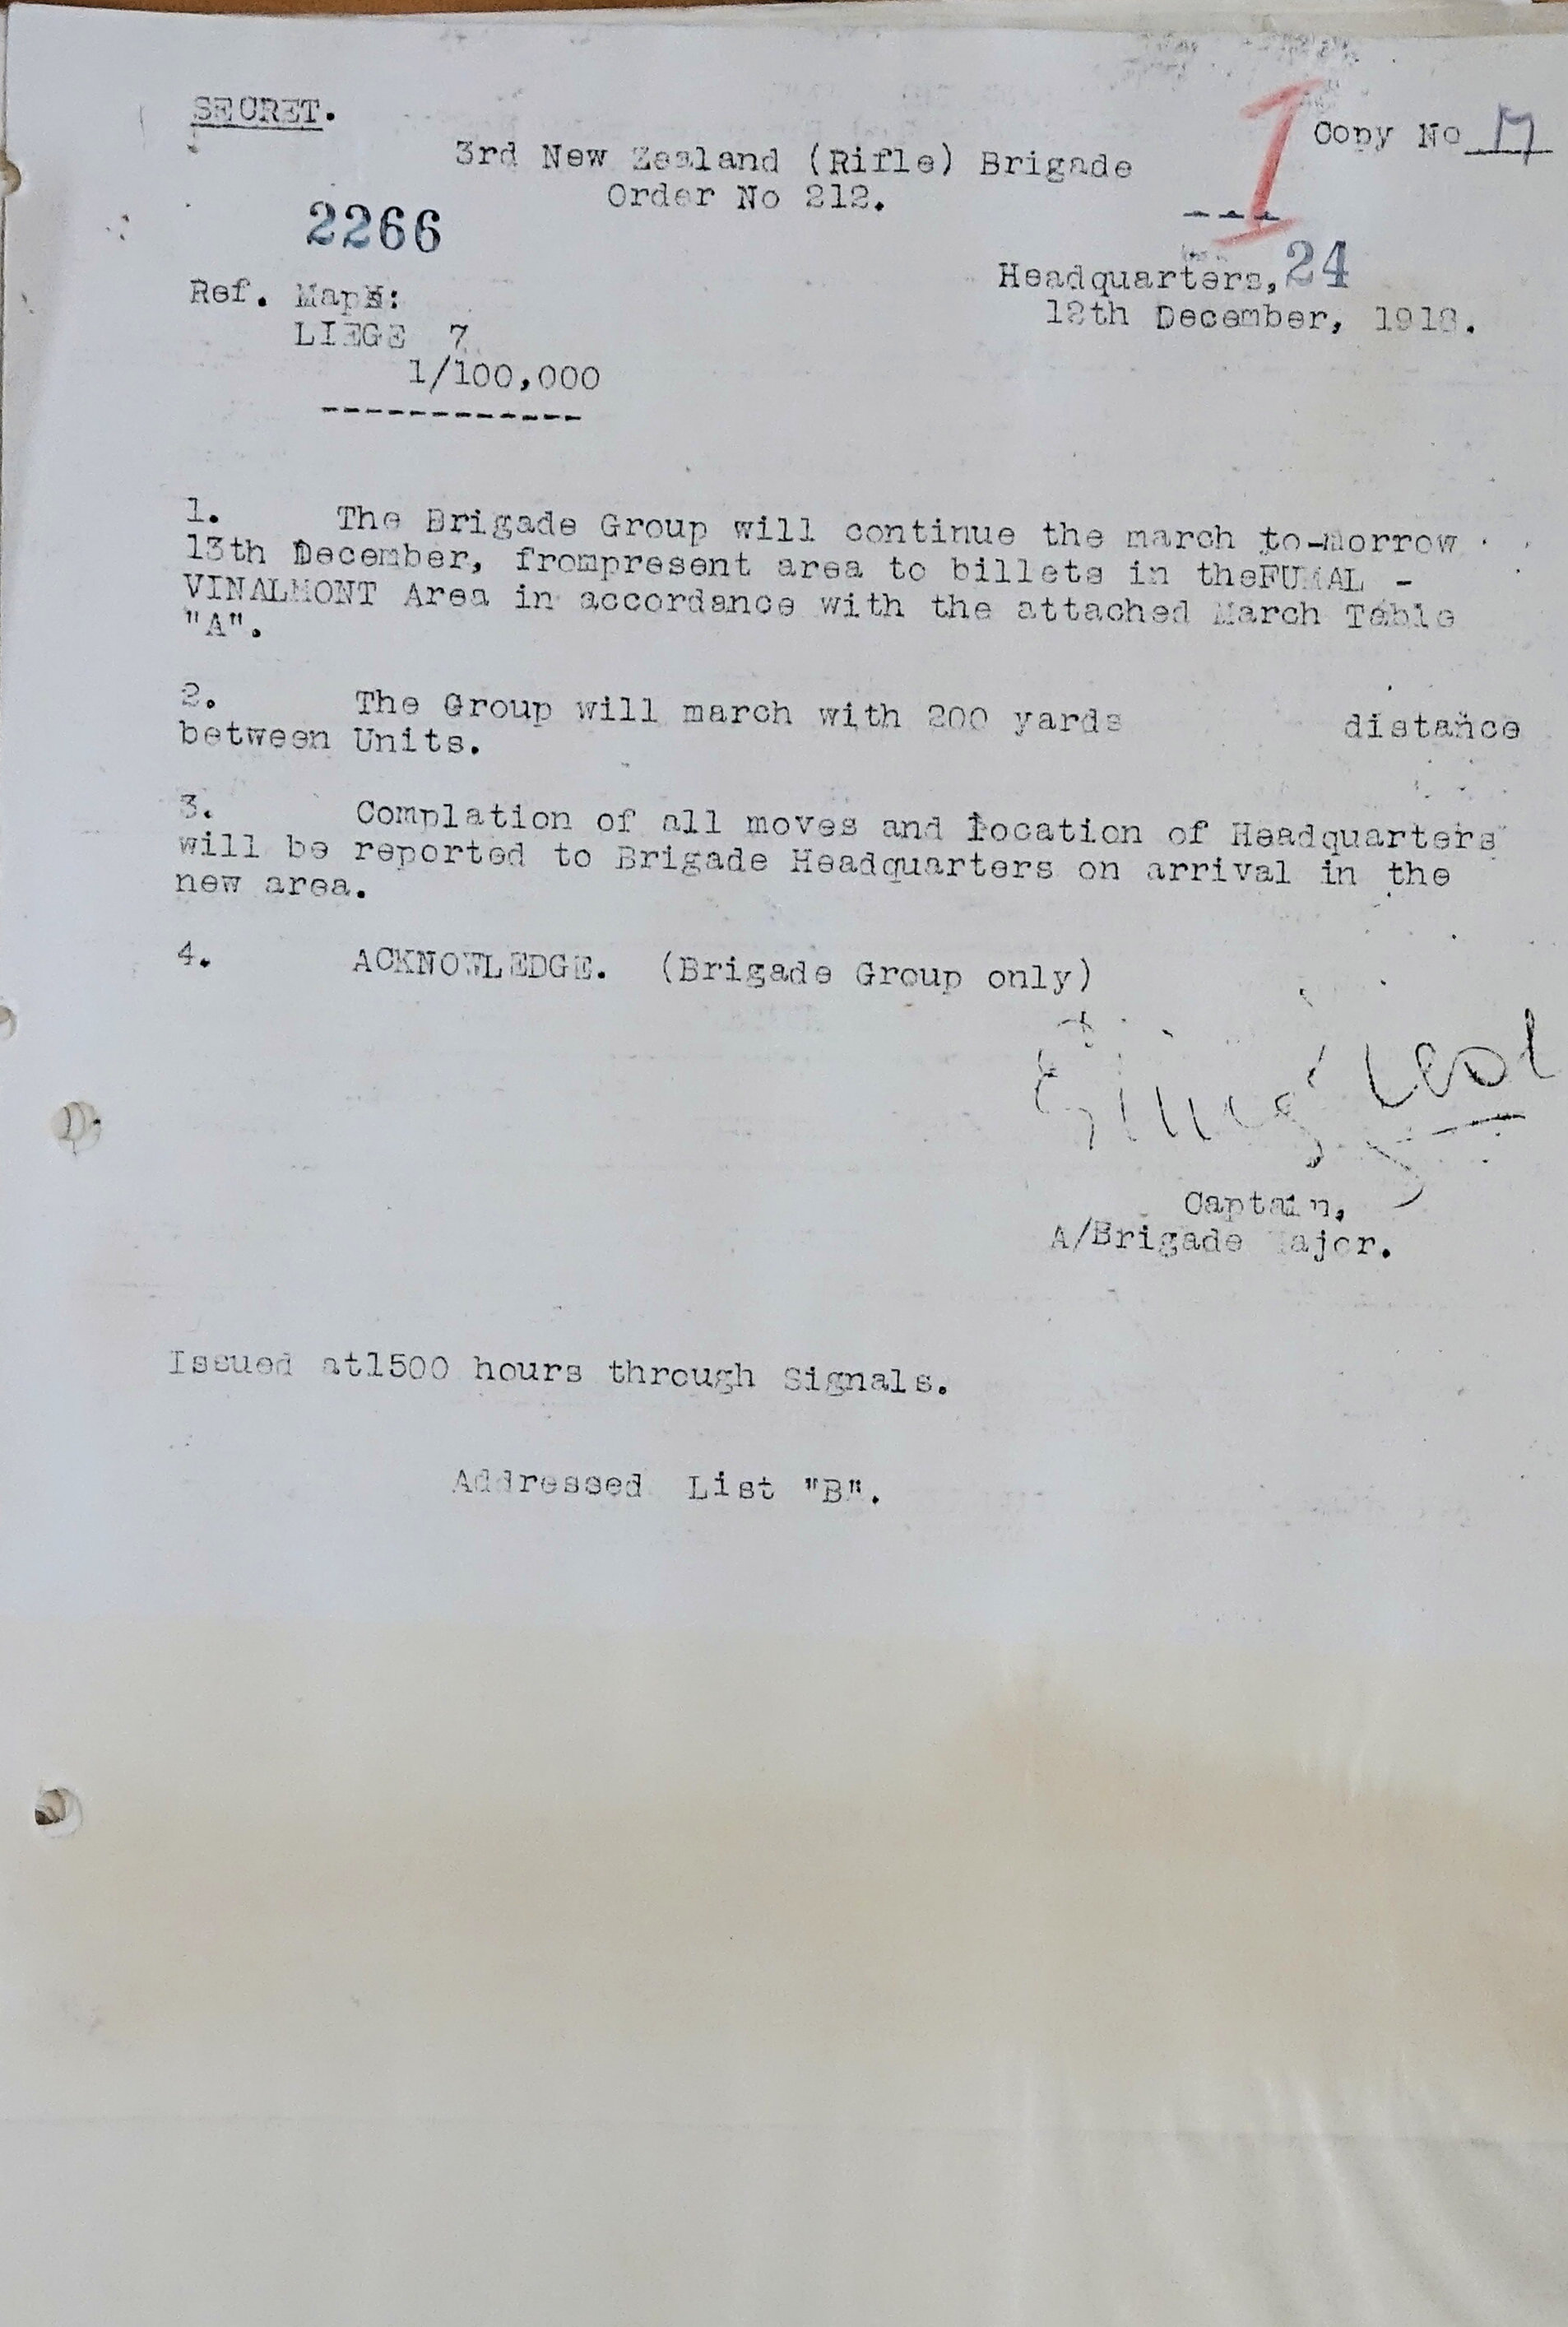 SECRET.
Copy No 17
3rd New Zealand (Rifle) Brigade
Order No 212.
2266
I
Headquarters, 24
12th December, 1918.
Ref. Maps:
LIEGE 7
1/100,000
1. The Brigade Group will continue the march to-morrow
13th December, frompresent area to billets in theFUMAL -
VINALMONT Area in accordance with the attached March Table
"A".
2. The Group will march with 200 yards distance
between Units.
3. Complation of all moves and location of Headquarters
will be reported to Brigade Headquarters on arrival in the
new area.
4. ACKNOWLEDGE. (Brigade Group only)
Captain,
A/Brigade Major.
Issued at1500 hours through Signals.
Addressed List "B".